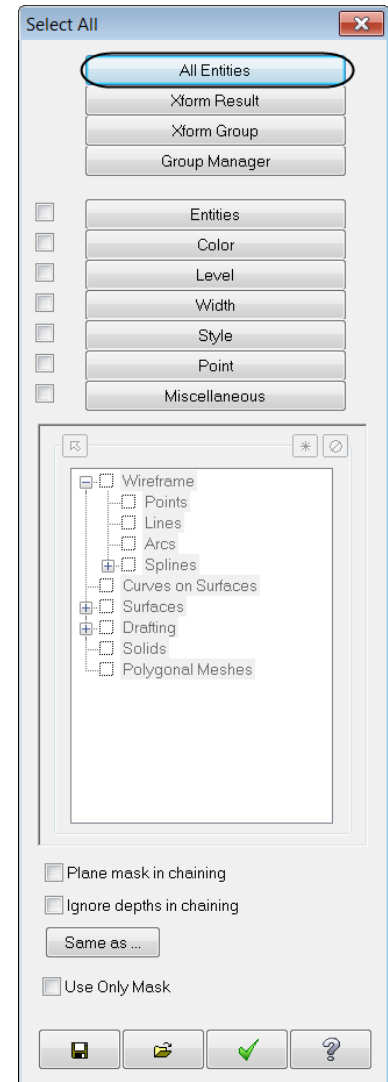 Select All
All Entities
Xform Result
Xform Group
Group Manager
Entities
Color
Level
Width
Style
Point
Miscellaneous
Wireframe
Points
Lines
Arcs
Splines
Curves on Surfaces
Surfaces
Drafting
Solids
Polygonal Meshes
Plane mask in chaining
Ignore depths in chaining
Same as ...
Use Only Mask